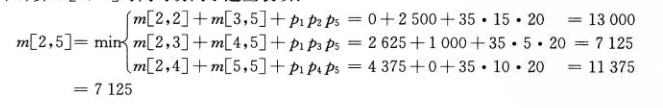 m[2,2]+m[3,5]+p₁p₂p₅=0+2 500+35·15·20 =13 000
m[2,5]=min{m[2,3]+m[4,5]+p₁p₃p₅=2 625+1 000+35·5·20=7 125
m[2,4]+m[5,5]+p₁p₄p₅=4 375+0+35·10·20 =11 375
=7 125